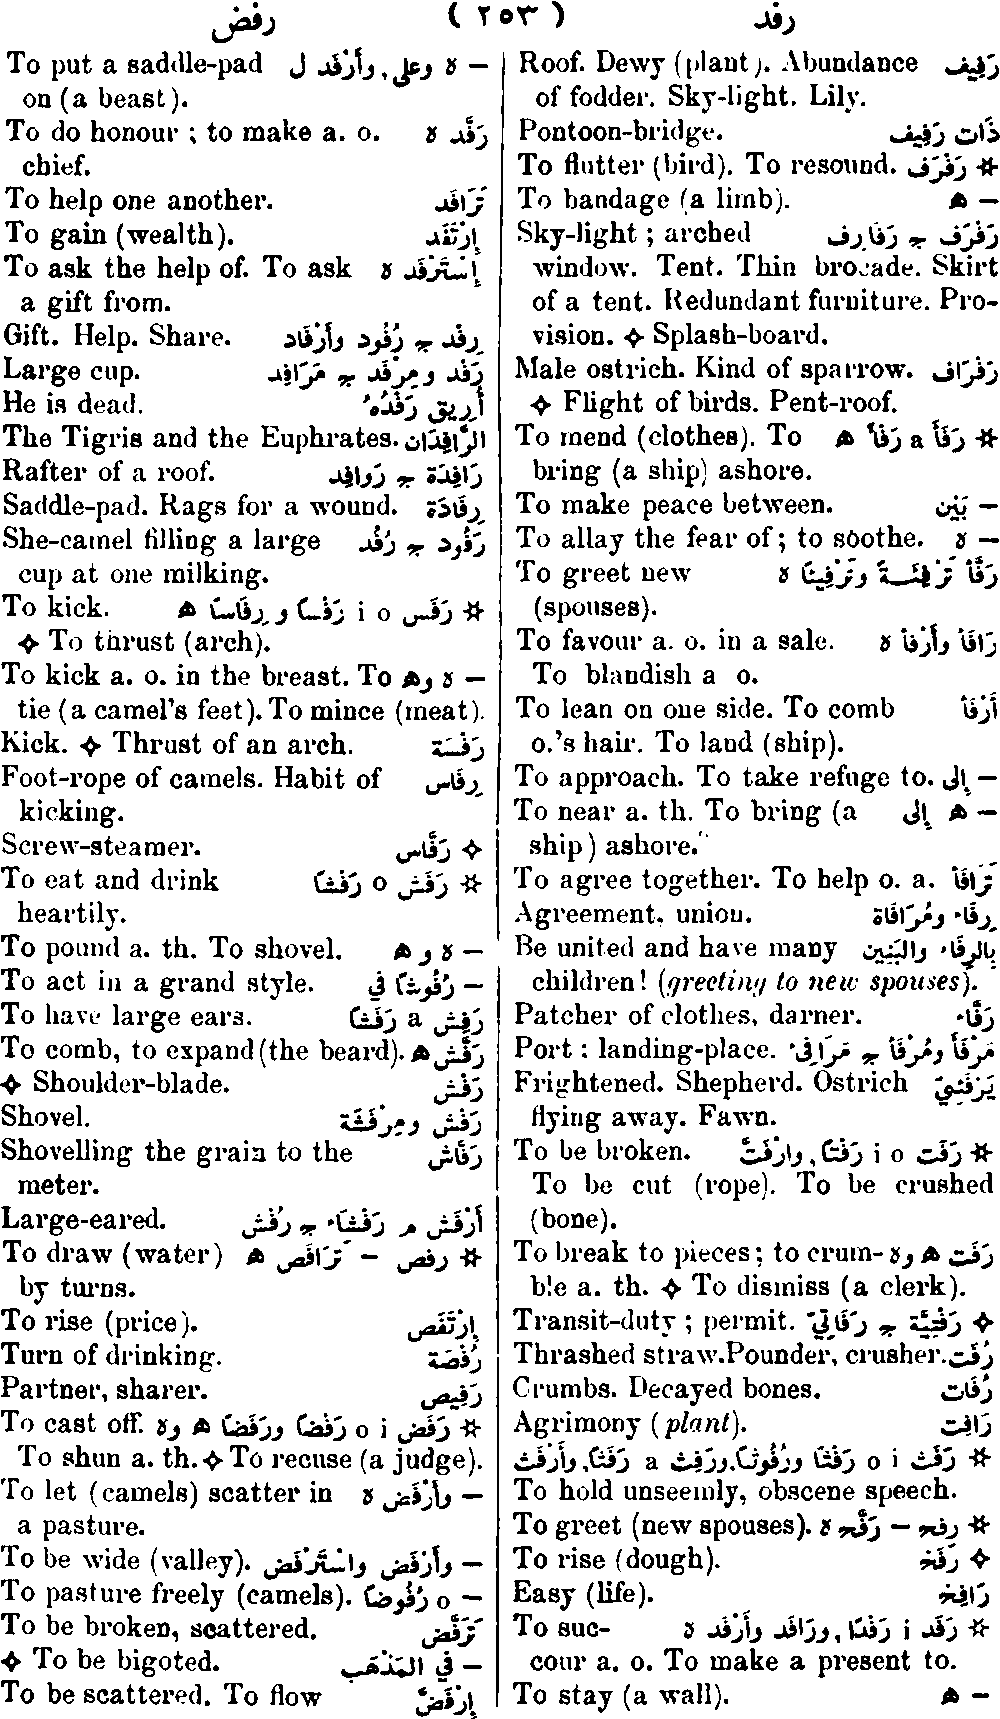 رفد ( ٢٥٣ ) رفض
Roof. Dewy (plant). Abundance رَفِيف
of fodder. Sky-light. Lily.
Pontoon-bridge. ذَات رَفِيف
To flutter (bird). To resound. رَفْرَف ✲
To bandage (a limb). ه –
Sky-light ; arched رَفْرَف ج رَفَارِف
window. Tent. Thin brocade. Skirt
of a tent. Redundant furniture. Pro-
vision. ✧ Splash-board.
Male ostrich. Kind of sparrow. رَفْرَاف
✧ Flight of birds. Pent-roof.
To mend (clothes). To ✲ رَفَأَ a رَفْأً ه
bring (a ship) ashore.
To make peace between. – بَيْن
To allay the fear of ; to soothe. – ه
To greet new رَفَّأَ تَرْفِئَةً وتَرْفِيئًا ه
(spouses).
To favour a. o. in a sale. رَافَأَ وأَرْفَأَ ه
To blandish a o.
To lean on one side. To comb أَرْفَأَ
o.'s hair. To land (ship).
To approach. To take refuge to. – إِلَى
To near a. th. To bring (a – ه إِلَى
ship) ashore.
To agree together. To help o. a. تَرَافَأَ
Agreement, union. رِفَاء ومُرَافَاة
Be united and have many بِالرِفَاء والبَنِين
children! (greeting to new spouses).
Patcher of clothes, darner. رَفَّاء
Port : landing-place. مَرْفَأ ومُرْفَأ ج مَرَافِئ
Frightened. Shepherd. Ostrich يَرْفَئِيّ
flying away. Fawn.
To be broken. ✲ رَفَت i o رَفْتًا, وارْفَتَّ
To be cut (rope). To be crushed
(bone).
To break to pieces; to crum- رَفَت ه وه
ble a. th. ✧ To dismiss (a clerk).
Transit-duty ; permit. ✧ رَفْتِيَّة ج رَفَاتِيّ
Thrashed straw.Pounder, crusher. رُفَت
Crumbs. Decayed bones. رُفَات
Agrimony (plant). رَافِت
✲ رَفَث i o رَفْثًا ورُفُوثًا, ورَفِث a رَفَثًا, وأَرْفَث
To hold unseemly, obscene speech.
To greet (new spouses). ✲ رفح – رَفَّح ه
To rise (dough). ✧ رَفَخ
Easy (life). رَافِخ
To suc- ✲ رَفَد i رَفْدًا, ورَافَد وأَرْفَد ه
cour a. o. To make a present to.
To stay (a wall). – ه
To put a saddle-pad – ه وعلى, وأَرْفَد ل
on (a beast).
To do honour ; to make a. o. رَفَّد ه
chief.
To help one another. تَرَافَد
To gain (wealth). إِرْتَفَد
To ask the help of. To ask إِسْتَرْفَد ه
a gift from.
Gift. Help. Share. رِفْد ج رُفُود وأَرْفَاد
Large cup. رَفْد ومِرْفَد ج مَرَافِد
He is dead. أُرِيق رَفْدُهُ
The Tigris and the Euphrates. الرَّافِدَان
Rafter of a roof. رَافِدَة ج رَوافِد
Saddle-pad. Rags for a wound. رِفَادَة
She-camel filling a large رَفُود ج رُفُد
cup at one milking.
To kick. ✲ رَفَس i o رَفْسًا و رِفَاسًا ه
✧ To thrust (arch).
To kick a. o. in the breast. To – ه وه
tie (a camel's feet). To mince (meat).
Kick. ✧ Thrust of an arch. رَفْسَة
Foot-rope of camels. Habit of رِفَاس
kicking.
Screw-steamer. ✧ رَفَّاس
To eat and drink ✲ رَفَش o رَفْشًا
heartily.
To pound a. th. To shovel. – ه و ه
To act in a grand style. – رُفُوشًا في
To have large ears. رَفِش a رَفَشًا
To comb, to expand (the beard). رَفَّش ه
✧ Shoulder-blade. رَفْش
Shovel. رَفْش ومِرْفَشَة
Shovelling the grain to the رَفَّاش
meter.
Large-eared. أَرْفَش م رَفْشَاء ج رُفْش
To draw (water) ✲ رفص – تَرَافَص ه
by turns.
To rise (price). إِرْتَفَص
Turn of drinking. رُفْصَة
Partner, sharer. رَفِيص
To cast off. ✲ رَفَض i o رَفْضًا ورَفَضًا ه وه
To shun a. th. ✧ To recuse (a judge).
To let (camels) scatter in – وأَرْفَض ه
a pasture.
To be wide (valley). – وأَرْفَض واسْتَرْفَض
To pasture freely (camels). – o رُفُوضًا
To be broken, scattered. تَرَفَّض
✧ To be bigoted. – في المَذْهَب
To be scattered. To flow إِرْفَضَّ